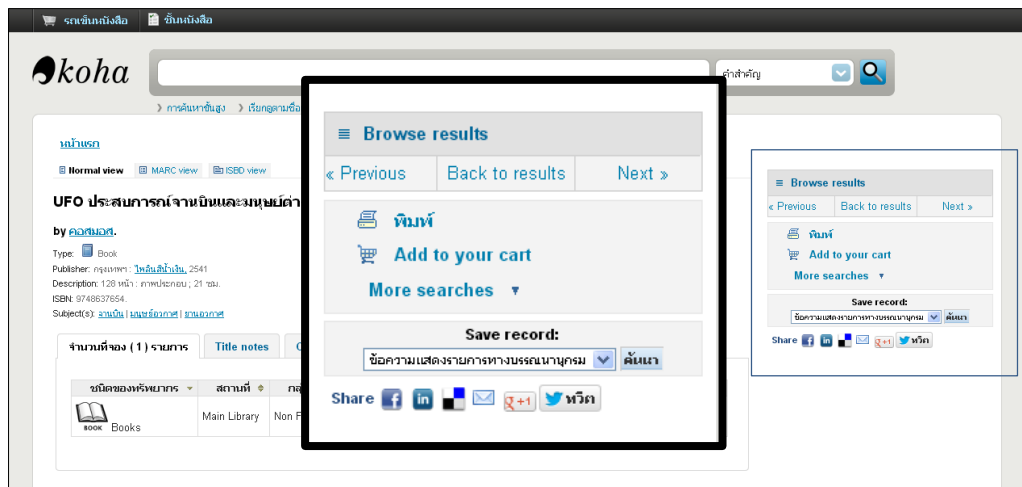 รถเข็นหนังสือ ชั้นหนังสือ
koha
คำสำคัญ
การค้นหาชั้นสูง เรียกดูตามชื่อ
หน้าแรก
Normal view MARC view ISBD view
UFO ประสบการณ์จานบินและมนุษย์ต่า
by คอสมอส.
Type: Book
Publisher: กรุงเทพฯ : ไพลินสีน้ำเงิน, 2541
Description: 128 หน้า : ภาพประกอบ ; 21 ซม.
ISBN: 9748637654.
Subject(s): จานบิน | มนุษย์อวกาศ | ยานอวกาศ
จำนวนที่จอง ( 1 ) รายการ Title notes
ชนิดของทรัพยากร สถานที่
BOOK Books Main Library Non F
Browse results
« Previous Back to results Next »
พิมพ์
Add to your cart
More searches
Save record:
ข้อความแสดงรายการทางบรรณานุกรม ค้นหา
Share f in g +1 ทวีต
Browse results
« Previous Back to results Next »
พิมพ์
Add to your cart
More searches
Save record:
ข้อความแสดงรายการทางบรรณานุกรม ค้นหา
Share f in g +1 ทวีต